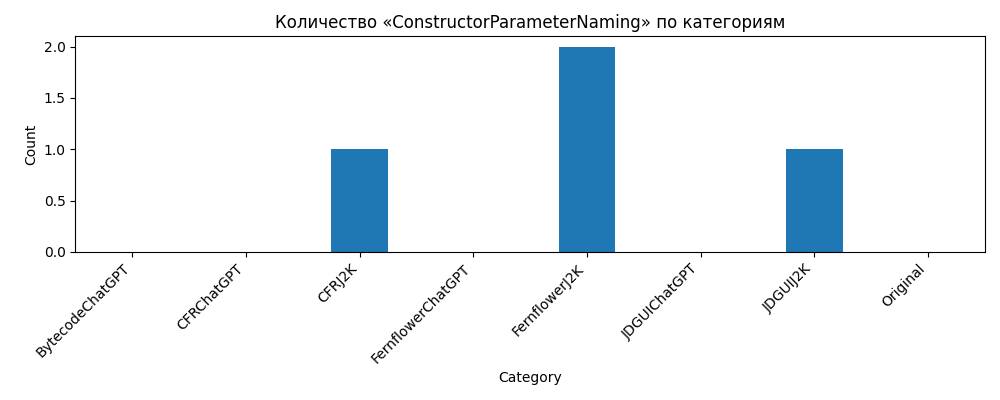 Количество «ConstructorParameterNaming» по категориям
2.0
1.5
1.0
0.5
0.0
Count
BytecodeChatGPT
CFRChatGPT
CFRJ2K
FernflowerChatGPT
FernflowerJ2K
JDGUIChatGPT
JDGUIJ2K
Original
Category